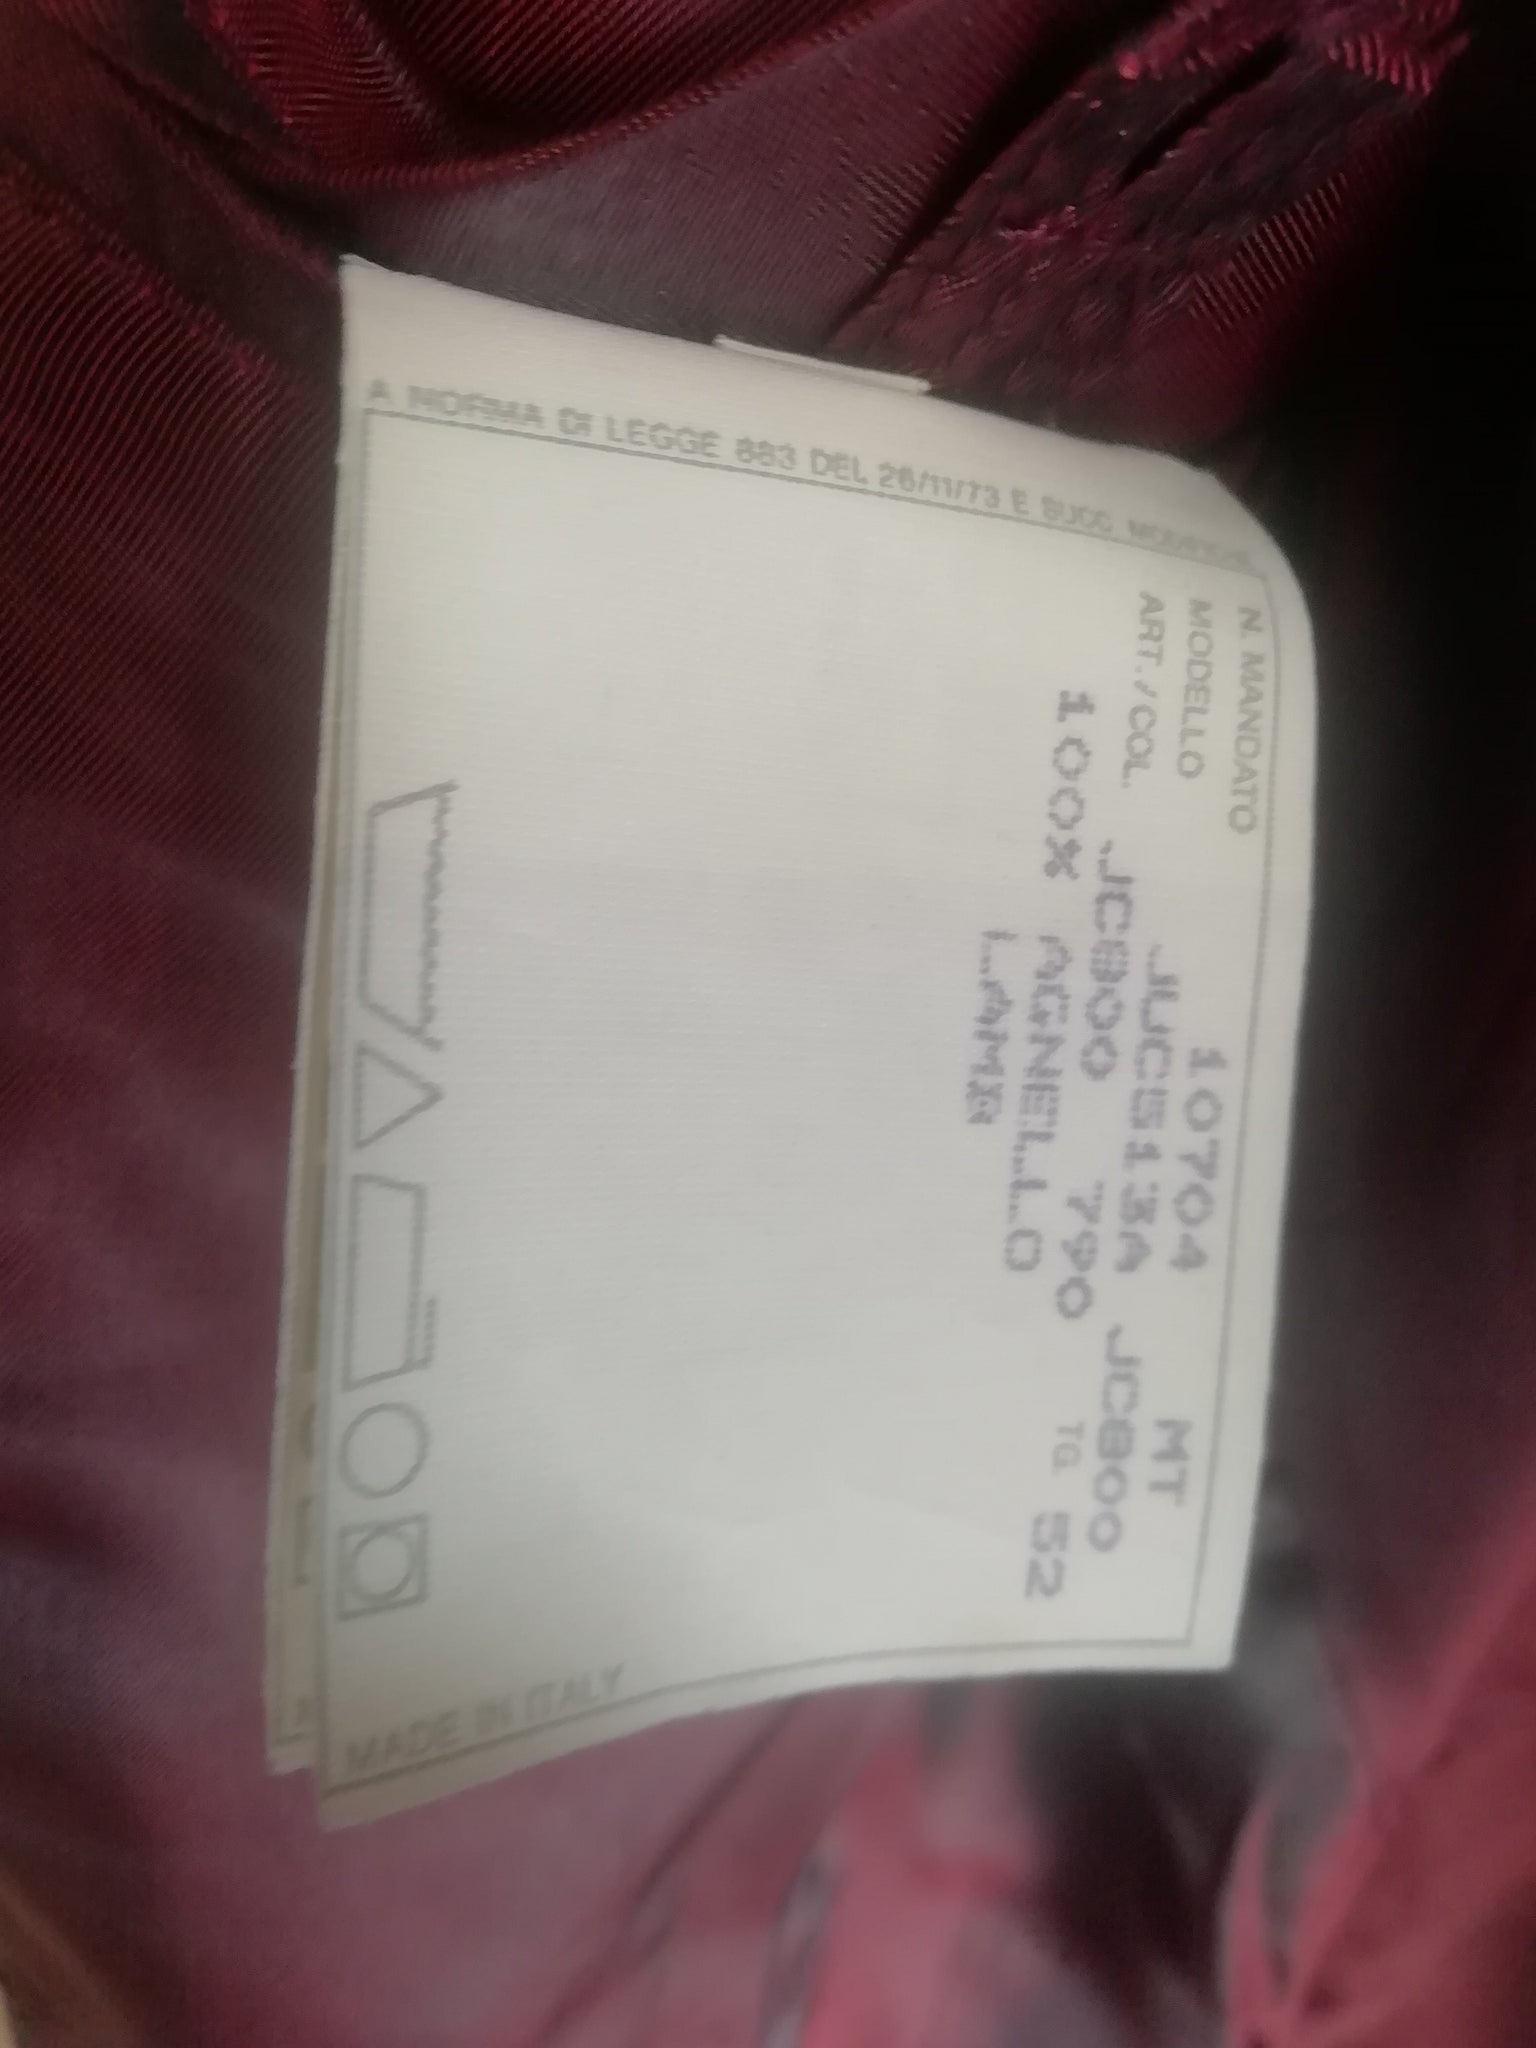 A NORMA DI LEGGE 883 DEL 26/11/73 E SUCC. MODIFICHE
N. MANDATO 10704 MT
MODELLO JUC513A JC800
ART./COL. JC800 790 TG. 52
100% AGNELLO
LAMB
MADE IN ITALY